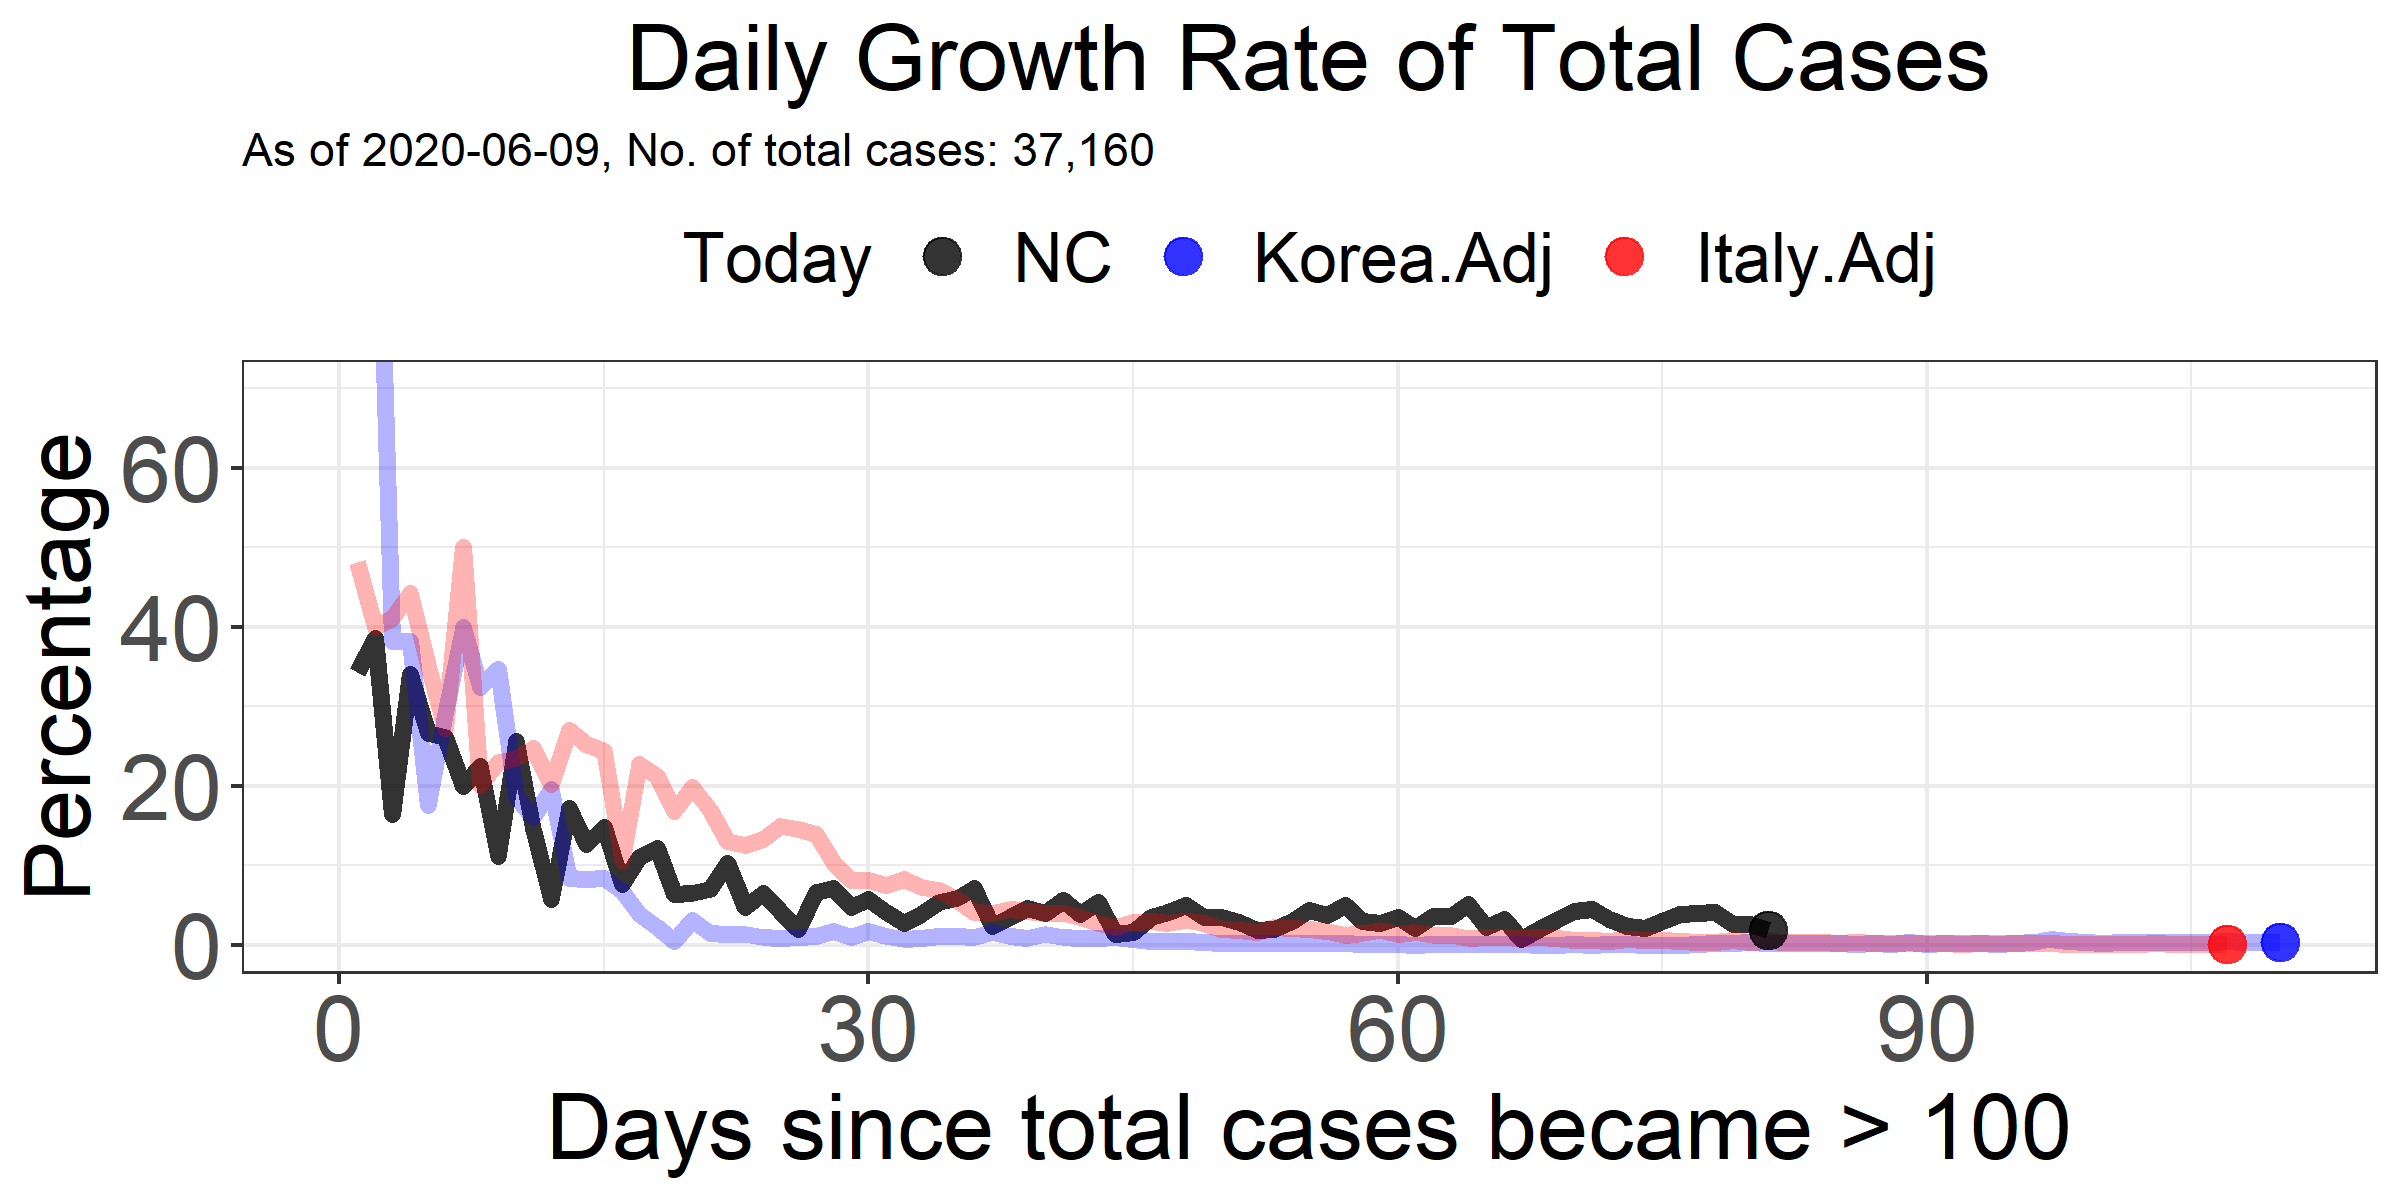 Daily Growth Rate of Total Cases
As of 2020-06-09, No. of total cases: 37,160
Today NC Korea.Adj Italy.Adj
Percentage
60
40
20
0
0 30 60 90
Days since total cases became > 100